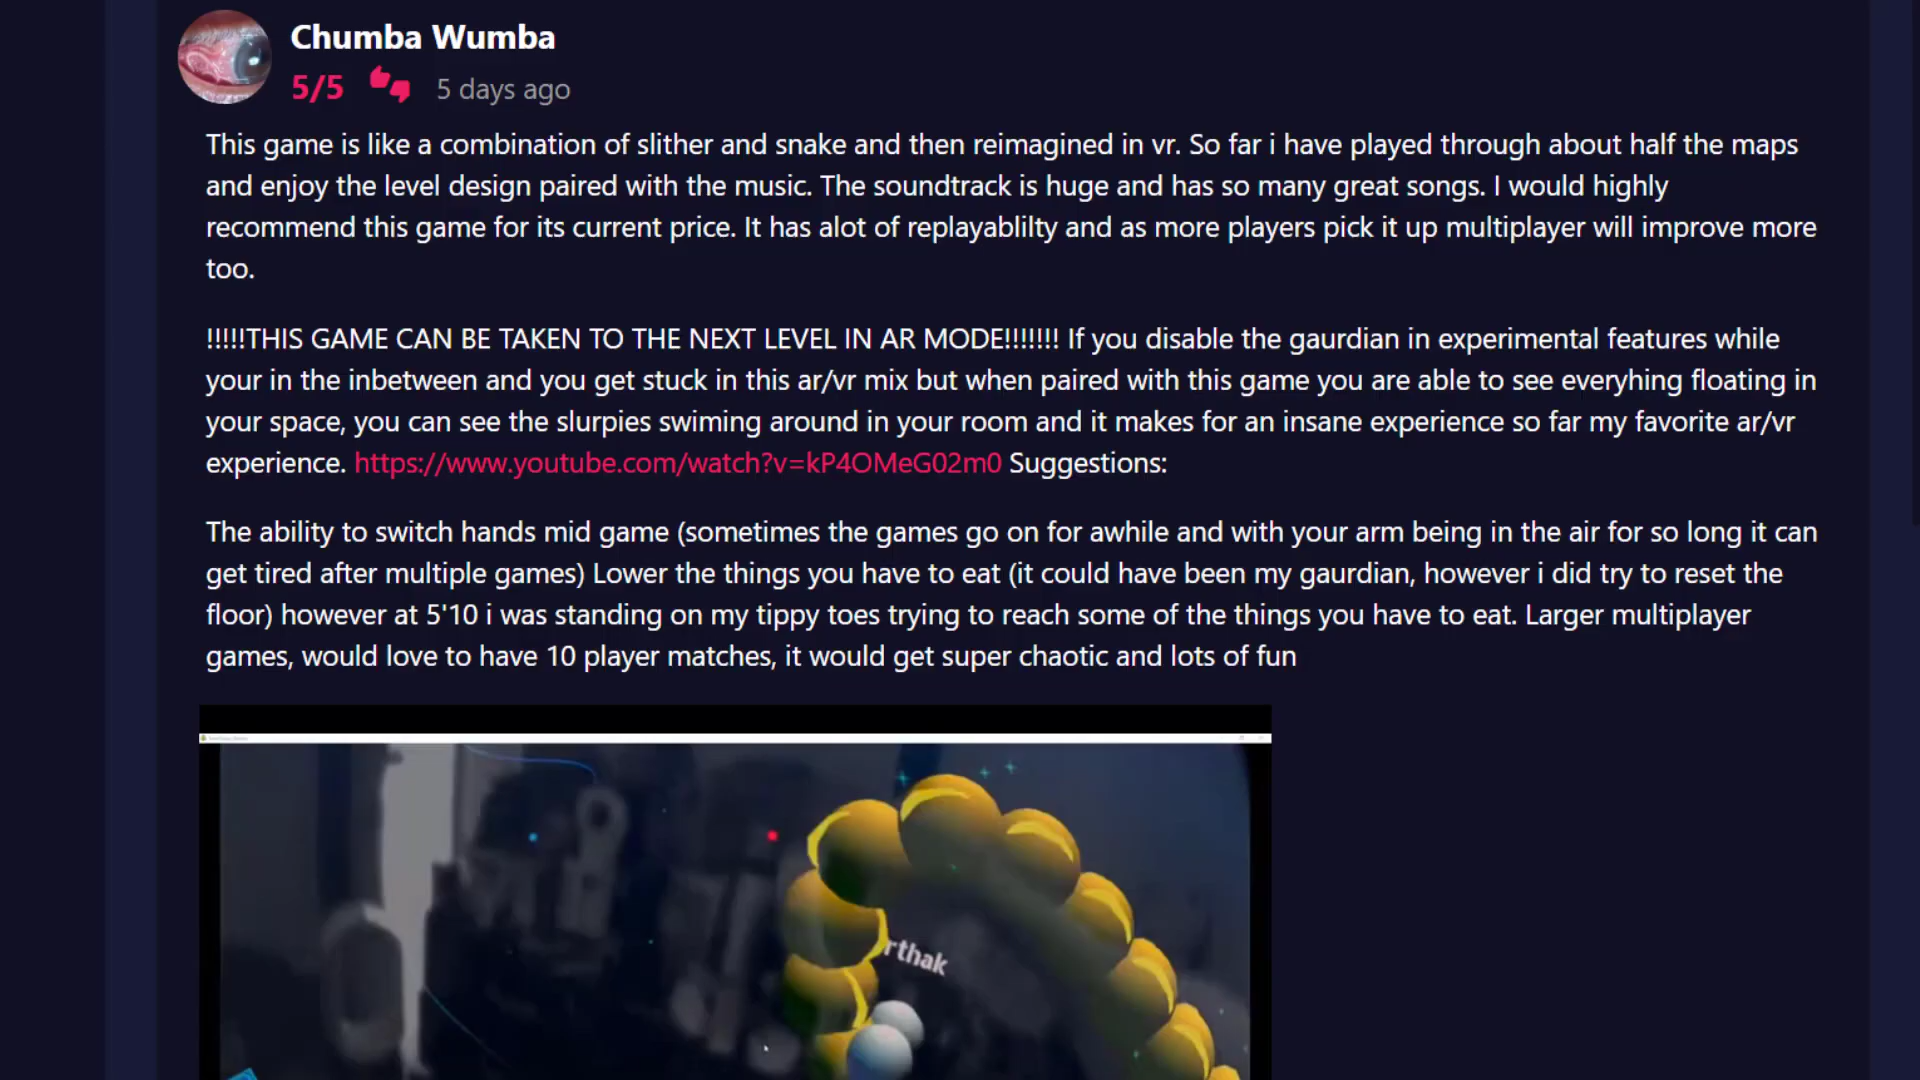 Chumba Wumba
5/5 5 days ago
This game is like a combination of slither and snake and then reimagined in vr. So far i have played through about half the maps
and enjoy the level design paired with the music. The soundtrack is huge and has so many great songs. I would highly
recommend this game for its current price. It has alot of replayablilty and as more players pick it up multiplayer will improve more
too.
!!!!!THIS GAME CAN BE TAKEN TO THE NEXT LEVEL IN AR MODE!!!!!!! If you disable the gaurdian in experimental features while
your in the inbetween and you get stuck in this ar/vr mix but when paired with this game you are able to see everyhing floating in
your space, you can see the slurpies swiming around in your room and it makes for an insane experience so far my favorite ar/vr
experience. https://www.youtube.com/watch?v=kP4OMeG02m0 Suggestions:
The ability to switch hands mid game (sometimes the games go on for awhile and with your arm being in the air for so long it can
get tired after multiple games) Lower the things you have to eat (it could have been my gaurdian, however i did try to reset the
floor) however at 5'10 i was standing on my tippy toes trying to reach some of the things you have to eat. Larger multiplayer
games, would love to have 10 player matches, it would get super chaotic and lots of fun
rthak